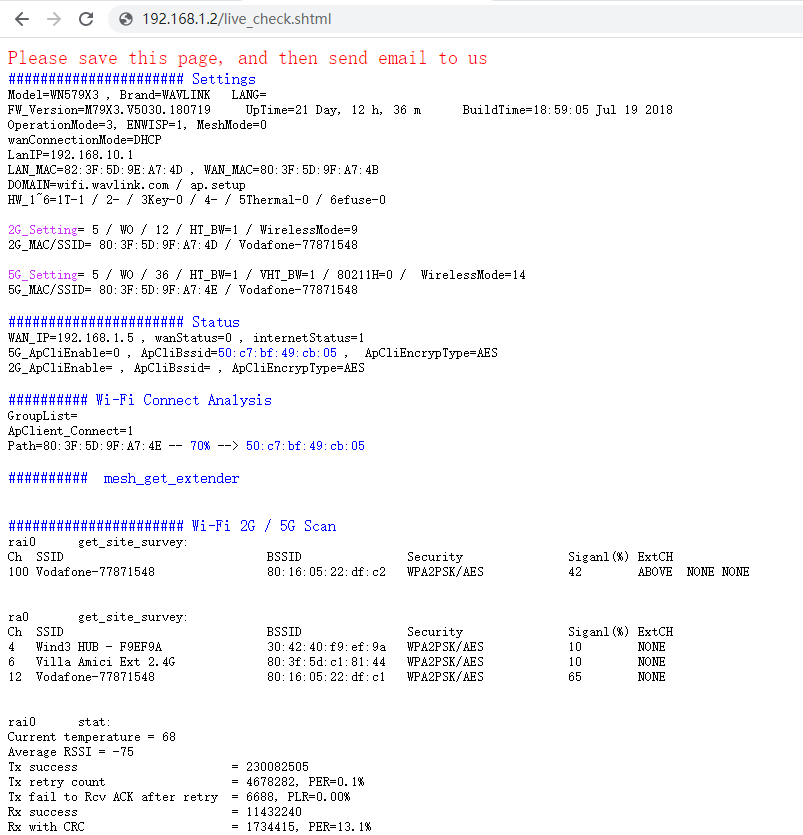 192.168.1.2/live_check.shtml
Please save this page, and then send email to us
###################### Settings
Model=WN579X3 , Brand=WAVLINK   LANG=
FW_Version=M79X3.V5030.180719     UpTime=21 Day, 12 h, 36 m      BuildTime=18:59:05 Jul 19 2018
OperationMode=3, ENWISP=1, MeshMode=0
wanConnectionMode=DHCP
LanIP=192.168.10.1
LAN_MAC=82:3F:5D:9E:A7:4D , WAN_MAC=80:3F:5D:9F:A7:4B
DOMAIN=wifi.wavlink.com / ap.setup
HW_1~6=1T-1 / 2- / 3Key-0 / 4- / 5Thermal-0 / 6efuse-0
2G_Setting= 5 / WO / 12 / HT_BW=1 / WirelessMode=9
2G_MAC/SSID= 80:3F:5D:9F:A7:4D / Vodafone-77871548
5G_Setting= 5 / WO / 36 / HT_BW=1 / VHT_BW=1 / 80211H=0 /  WirelessMode=14
5G_MAC/SSID= 80:3F:5D:9F:A7:4E / Vodafone-77871548
###################### Status
WAN_IP=192.168.1.5 , wanStatus=0 , internetStatus=1
5G_ApCliEnable=0 , ApCliBssid=50:c7:bf:49:cb:05 ,  ApCliEncrypType=AES
2G_ApCliEnable= , ApCliBssid= , ApCliEncrypType=AES
########## Wi-Fi Connect Analysis
GroupList=
ApClient_Connect=1
Path=80:3F:5D:9F:A7:4E -- 70% --> 50:c7:bf:49:cb:05
##########  mesh_get_extender
###################### Wi-Fi 2G / 5G Scan
rai0      get_site_survey:
Ch  SSID                             BSSID               Security               Siganl(%) ExtCH
100 Vodafone-77871548                80:16:05:22:df:c2   WPA2PSK/AES            42        ABOVE  NONE NONE
ra0       get_site_survey:
Ch  SSID                             BSSID               Security               Siganl(%) ExtCH
4   Wind3 HUB - F9EF9A               30:42:40:f9:ef:9a   WPA2PSK/AES            10        NONE
6   Villa Amici Ext 2.4G             80:3f:5d:c1:81:44   WPA2PSK/AES            10        NONE
12  Vodafone-77871548                80:16:05:22:df:c1   WPA2PSK/AES            65        NONE
rai0      stat:
Current temperature = 68
Average RSSI = -75
Tx success                      = 230082505
Tx retry count                  = 4678282, PER=0.1%
Tx fail to Rcv ACK after retry  = 6688, PLR=0.00%
Rx success                      = 11432240
Rx with CRC                     = 1734415, PER=13.1%